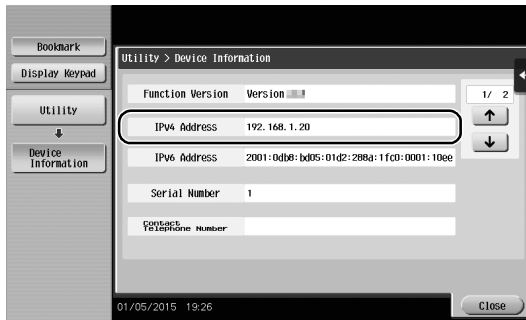 Bookmark
Display Keypad
Utility
Device
Information
Utility > Device Information
Function Version Version
1/ 2
IPv4 Address 192.168.1.20
IPv6 Address 2001:0db8:bd05:01d2:288a:1fc0:0001:10ee
Serial Number 1
Contact
Telephone Number
01/05/2015 19:26
Close